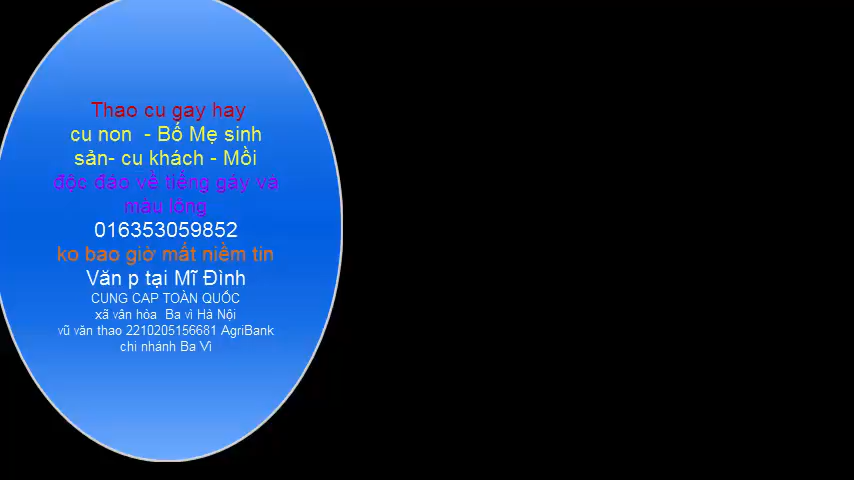 Thao cu gay hay
cu non - Bố Mẹ sinh
sản- cu khách - Mồi
độc đáo về tiếng gáy và
màu lông
016353059852
ko bao giờ mất niềm tin
Văn p tại Mĩ Đình
CUNG CAP TOÀN QUỐC
xã vân hòa Ba vì Hà Nội
vũ văn thao 2210205156681 AgriBank
chi nhánh Ba Vì